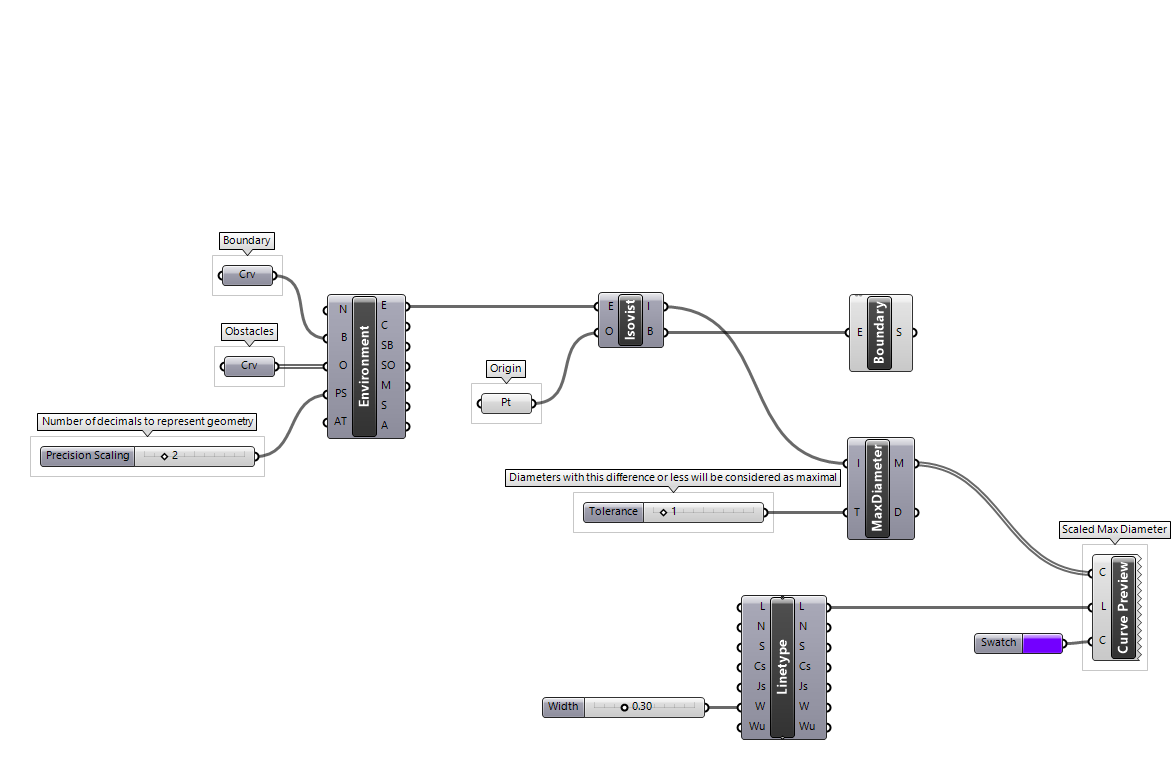 Boundary
Crv
Obstacles
Crv
Number of decimals to represent geometry
Precision Scaling
2
N
B
O
PS
AT
Environment
E
C
SB
SO
M
S
A
Origin
Pt
E
O
Isovist
I
B
E
Boundary
S
Diameters with this difference or less will be considered as maximal
Tolerance
1
I
T
MaxDiameter
M
D
Width
0.30
L
N
S
Cs
Js
W
Wu
Linetype
L
N
S
Cs
Js
W
Wu
Swatch
Scaled Max Diameter
C
L
C
Curve Preview